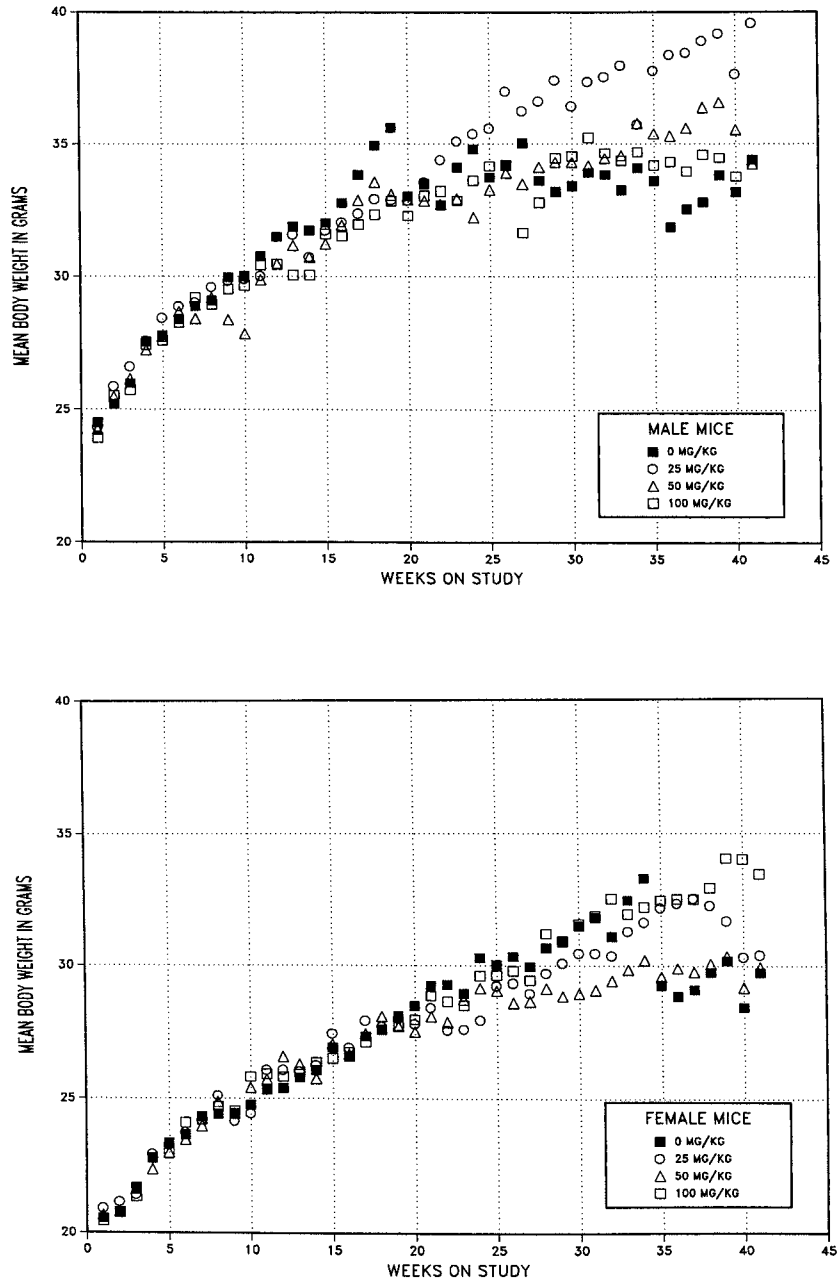 40
35
30
25
20
MEAN BODY WEIGHT IN GRAMS
0 5 10 15 20 25 30 35 40 45
WEEKS ON STUDY
MALE MICE
0 MG/KG
25 MG/KG
50 MG/KG
100 MG/KG
40
35
30
25
20
MEAN BODY WEIGHT IN GRAMS
0 5 10 15 20 25 30 35 40 45
WEEKS ON STUDY
FEMALE MICE
0 MG/KG
25 MG/KG
50 MG/KG
100 MG/KG